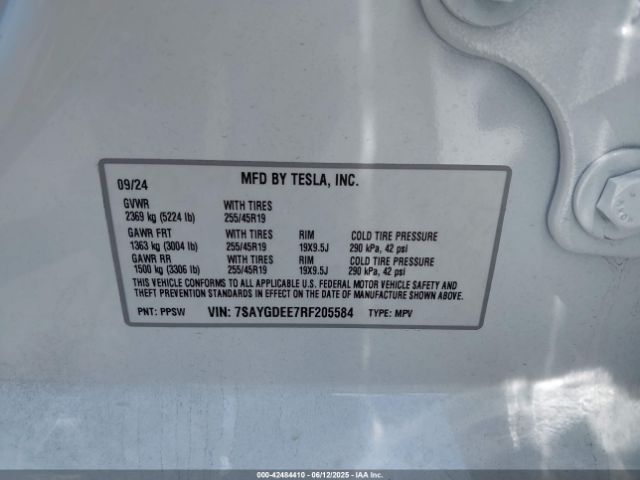 09/24 MFD BY TESLA, INC.
GVWR WITH TIRES
2369 kg (5224 lb) 255/45R19
GAWR FRT WITH TIRES RIM COLD TIRE PRESSURE
1363 kg (3004 lb) 255/45R19 19X9.5J 290 kPa, 42 psi
GAWR RR WITH TIRES RIM COLD TIRE PRESSURE
1500 kg (3306 lb) 255/45R19 19X9.5J 290 kPa, 42 psi
THIS VEHICLE CONFORMS TO ALL APPLICABLE U.S. FEDERAL MOTOR VEHICLE SAFETY AND
THEFT PREVENTION STANDARDS IN EFFECT ON THE DATE OF MANUFACTURE SHOWN ABOVE.
PNT: PPSW VIN: 7SAYGDEE7RF205584 TYPE: MPV
000-42484410 - 06/12/2025 - IAA Inc.